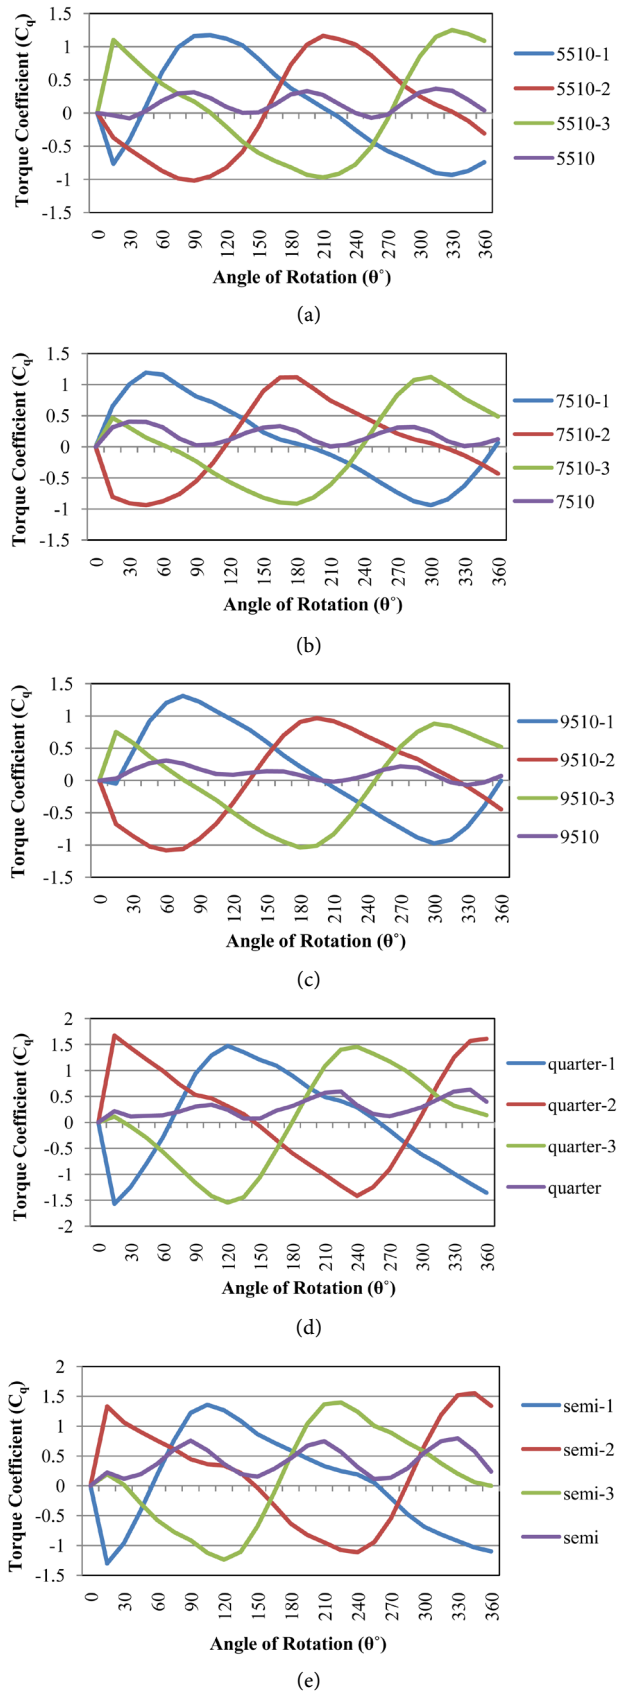 Torque Coefficient (Cq)
1.5
1
0.5
0
-0.5
-1
-1.5
0 30 60 90 120 150 180 210 240 270 300 330 360
Angle of Rotation (θ˚)
5510-1
5510-2
5510-3
5510
(a)
Torque Coefficient (Cq)
1.5
1
0.5
0
-0.5
-1
-1.5
0 30 60 90 120 150 180 210 240 270 300 330 360
Angle of Rotation (θ˚)
7510-1
7510-2
7510-3
7510
(b)
Torque Coefficient (Cq)
1.5
1
0.5
0
-0.5
-1
-1.5
0 30 60 90 120 150 180 210 240 270 300 330 360
Angle of Rotation (θ˚)
9510-1
9510-2
9510-3
9510
(c)
Torque Coefficient (Cq)
2
1.5
1
0.5
0
-0.5
-1
-1.5
-2
0 30 60 90 120 150 180 210 240 270 300 330 360
Angle of Rotation (θ˚)
quarter-1
quarter-2
quarter-3
quarter
(d)
Torque Coefficient (Cq)
2
1.5
1
0.5
0
-0.5
-1
-1.5
0 30 60 90 120 150 180 210 240 270 300 330 360
Angle of Rotation (θ˚)
semi-1
semi-2
semi-3
semi
(e)